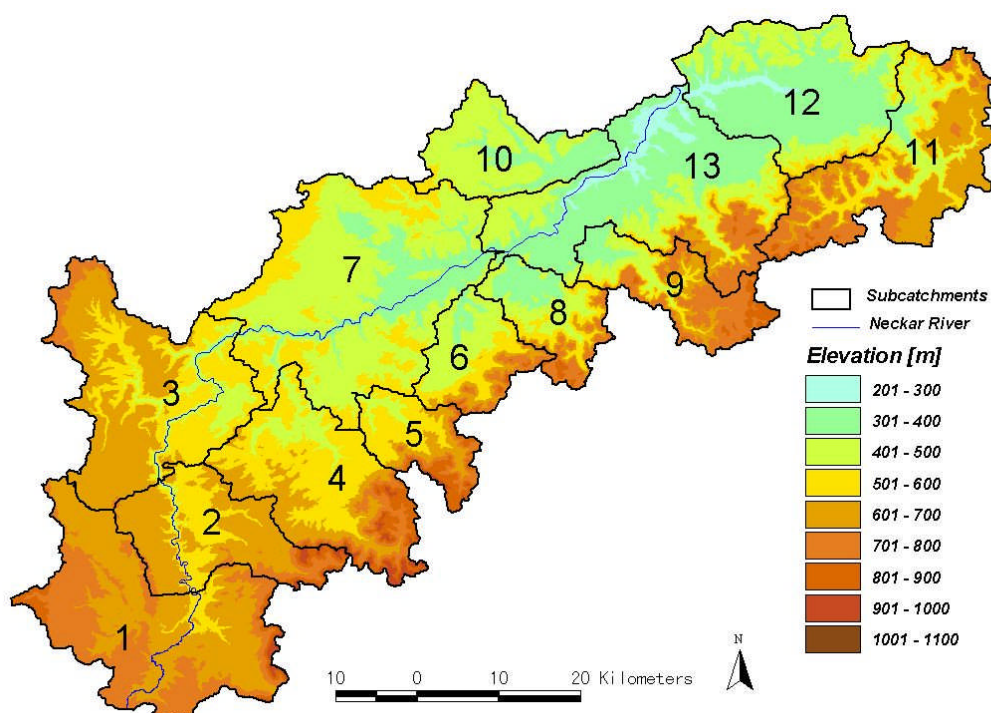 12
11
10
13
7
9
8
6
3
5
4
2
1
Subcatchments
Neckar River
Elevation [m]
201 - 300
301 - 400
401 - 500
501 - 600
601 - 700
701 - 800
801 - 900
901 - 1000
1001 - 1100
N
10 0 10 20 Kilometers